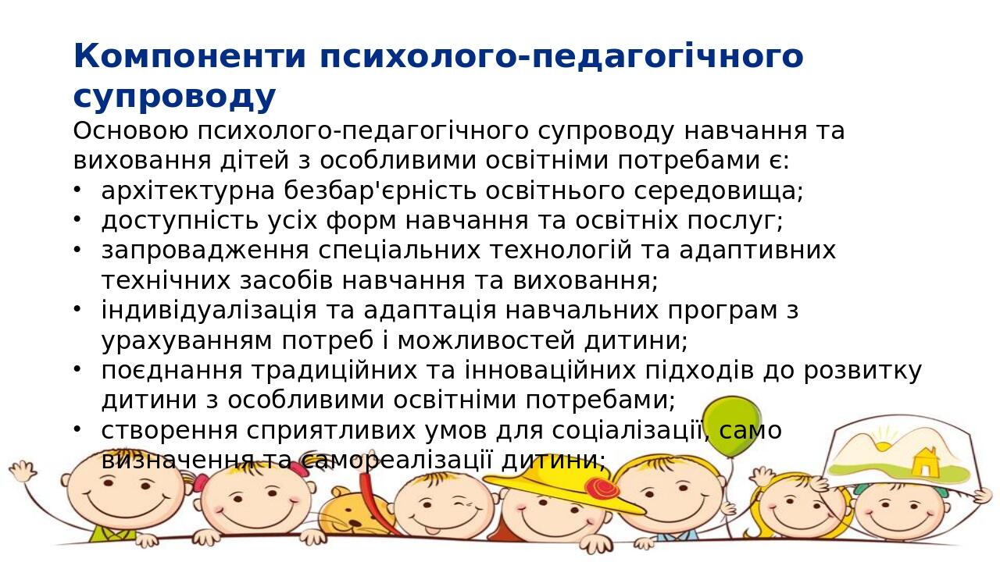 Компоненти психолого-педагогічного
супроводу
Основою психолого-педагогічного супроводу навчання та
виховання дітей з особливими освітніми потребами є:
• архітектурна безбар'єрність освітнього середовища;
• доступність усіх форм навчання та освітніх послуг;
• запровадження спеціальних технологій та адаптивних
технічних засобів навчання та виховання;
• індивідуалізація та адаптація навчальних програм з
урахуванням потреб і можливостей дитини;
• поєднання традиційних та інноваційних підходів до розвитку
дитини з особливими освітніми потребами;
• створення сприятливих умов для соціалізації, само
визначення та самореалізації дитини;